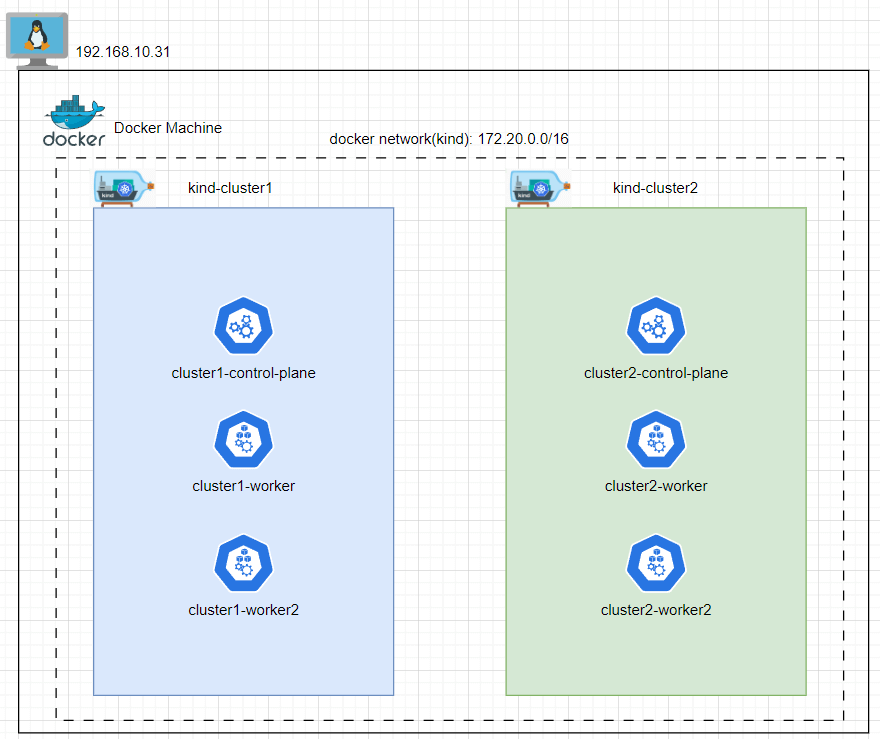 192.168.10.31
docker
Docker Machine
docker network(kind): 172.20.0.0/16
kind
kind-cluster1
kind
kind-cluster2
cluster1-control-plane
cluster2-control-plane
cluster1-worker
cluster2-worker
cluster1-worker2
cluster2-worker2